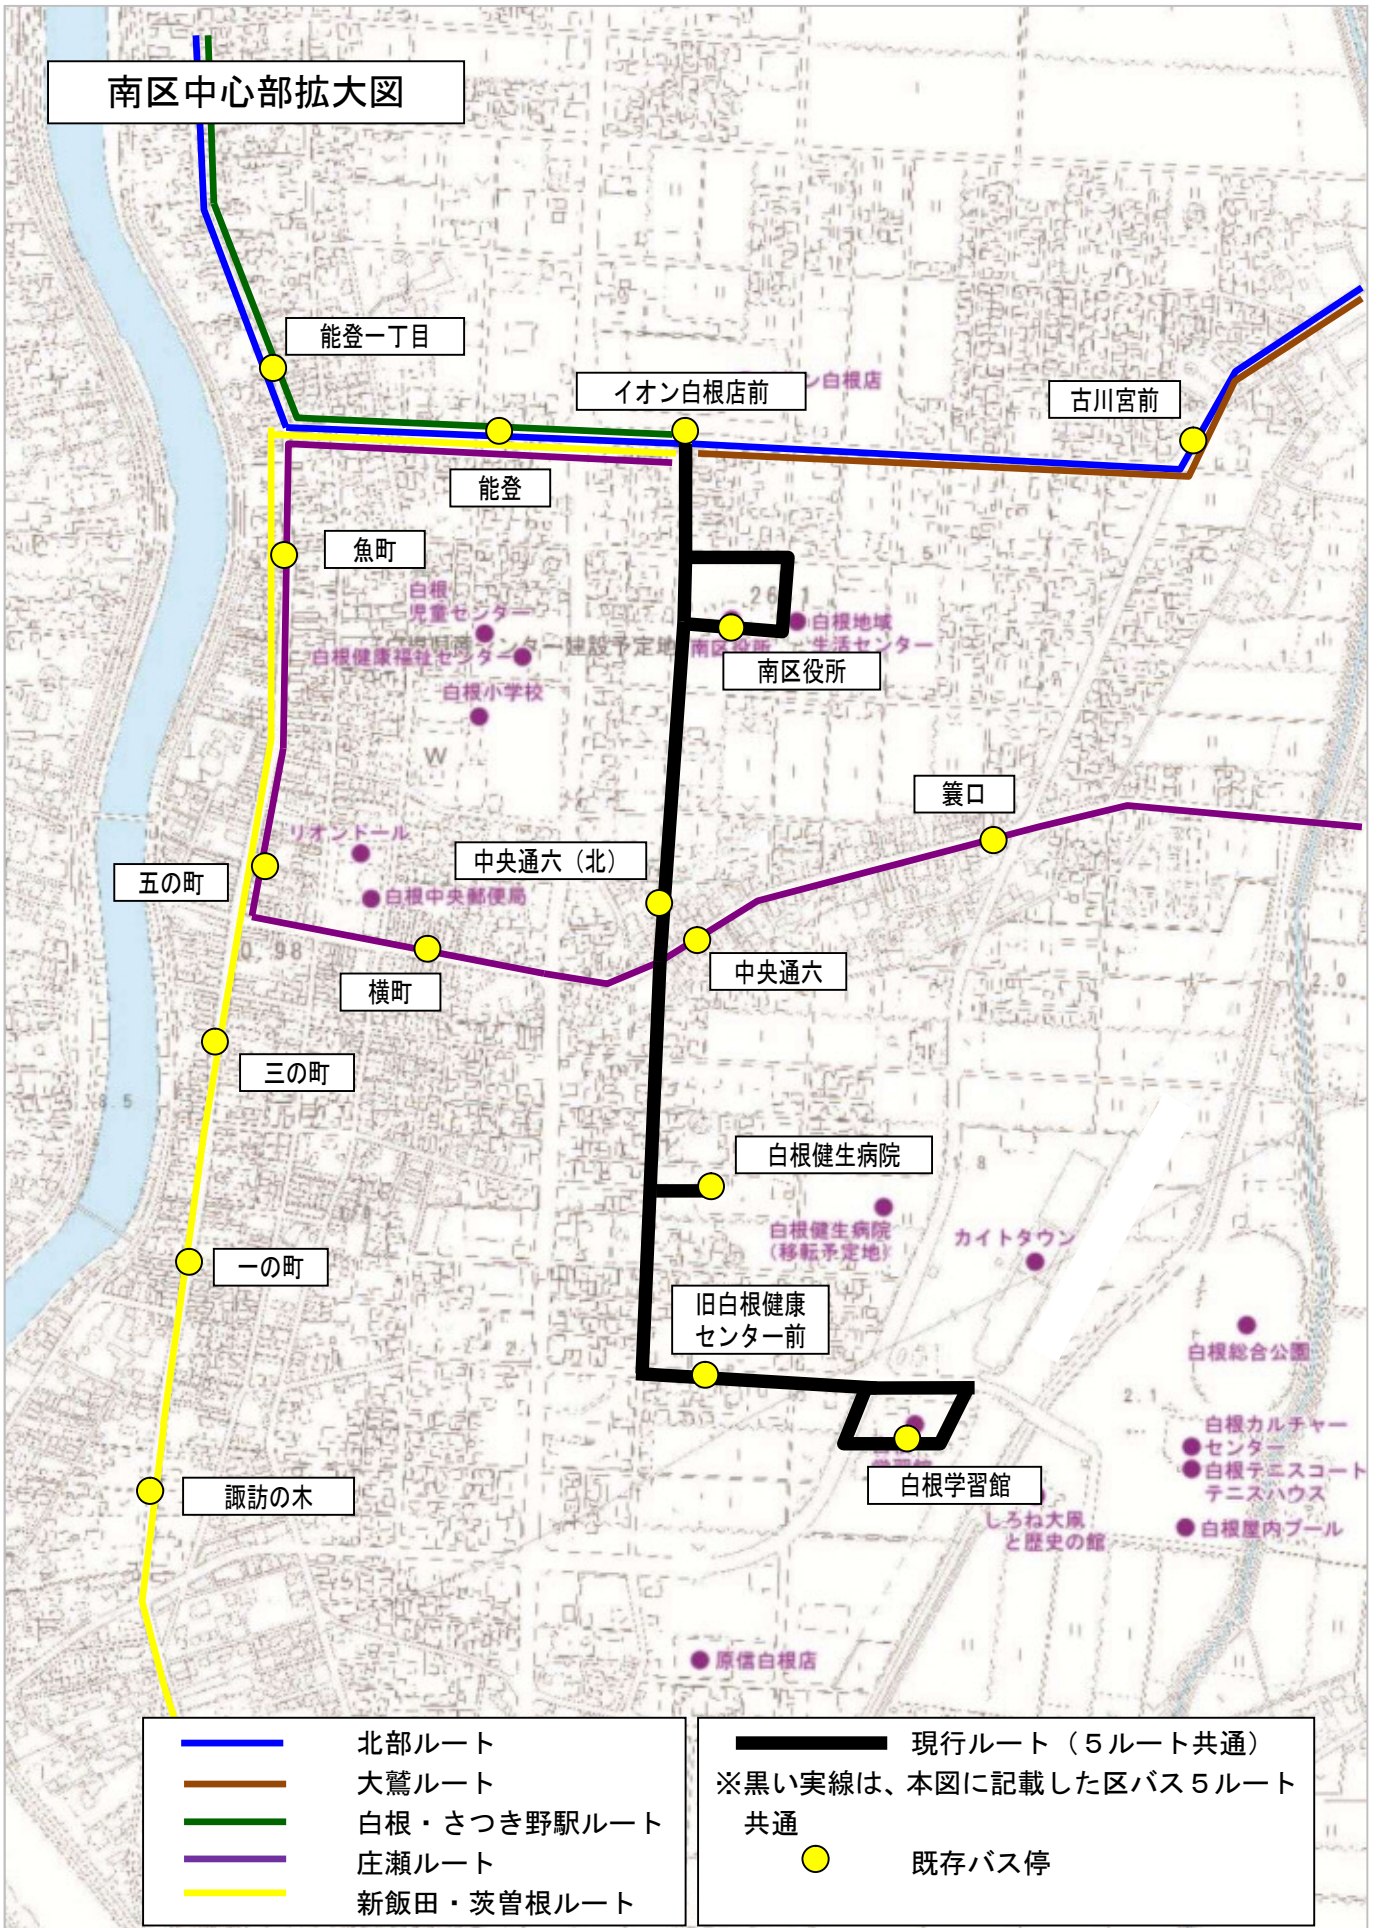 南区中心部拡大図
能登一丁目
イオン白根店前
ン白根店
古川宮前
能登
魚町
白根
児童センター
白根健康福祉センター
建設予定地
南区役所
白根地域
生活センター
南区役所
白根小学校
W
簑口
リオンドール
中央通六（北）
五の町
白根中央郵便局
中央通六
横町
三の町
8.5
白根健生病院
白根健生病院
（移転予定地）
カイトタウン
一の町
旧白根健康
センター前
白根総合公園
2.1
白根カルチャー
センター
白根テニスコート
テニスハウス
白根学習館
諏訪の木
しろね大凧
と歴史の館
白根屋内プール
原信白根店
北部ルート
大鷲ルート
白根・さつき野駅ルート
庄瀬ルート
新飯田・茨曽根ルート
現行ルート（５ルート共通）
※黒い実線は、本図に記載した区バス５ルート
共通
既存バス停